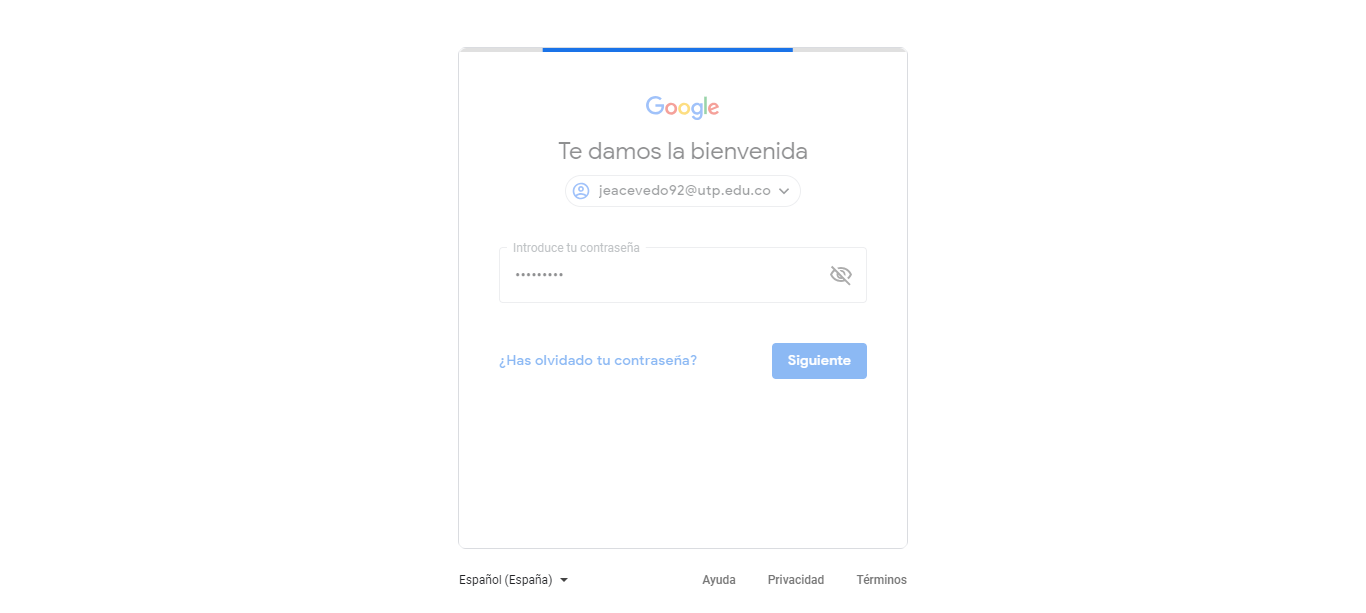 Google
Te damos la bienvenida
jeacevedo92@utp.edu.co
Introduce tu contraseña
•••••••••
¿Has olvidado tu contraseña?
Siguiente
Español (España)
Ayuda
Privacidad
Términos